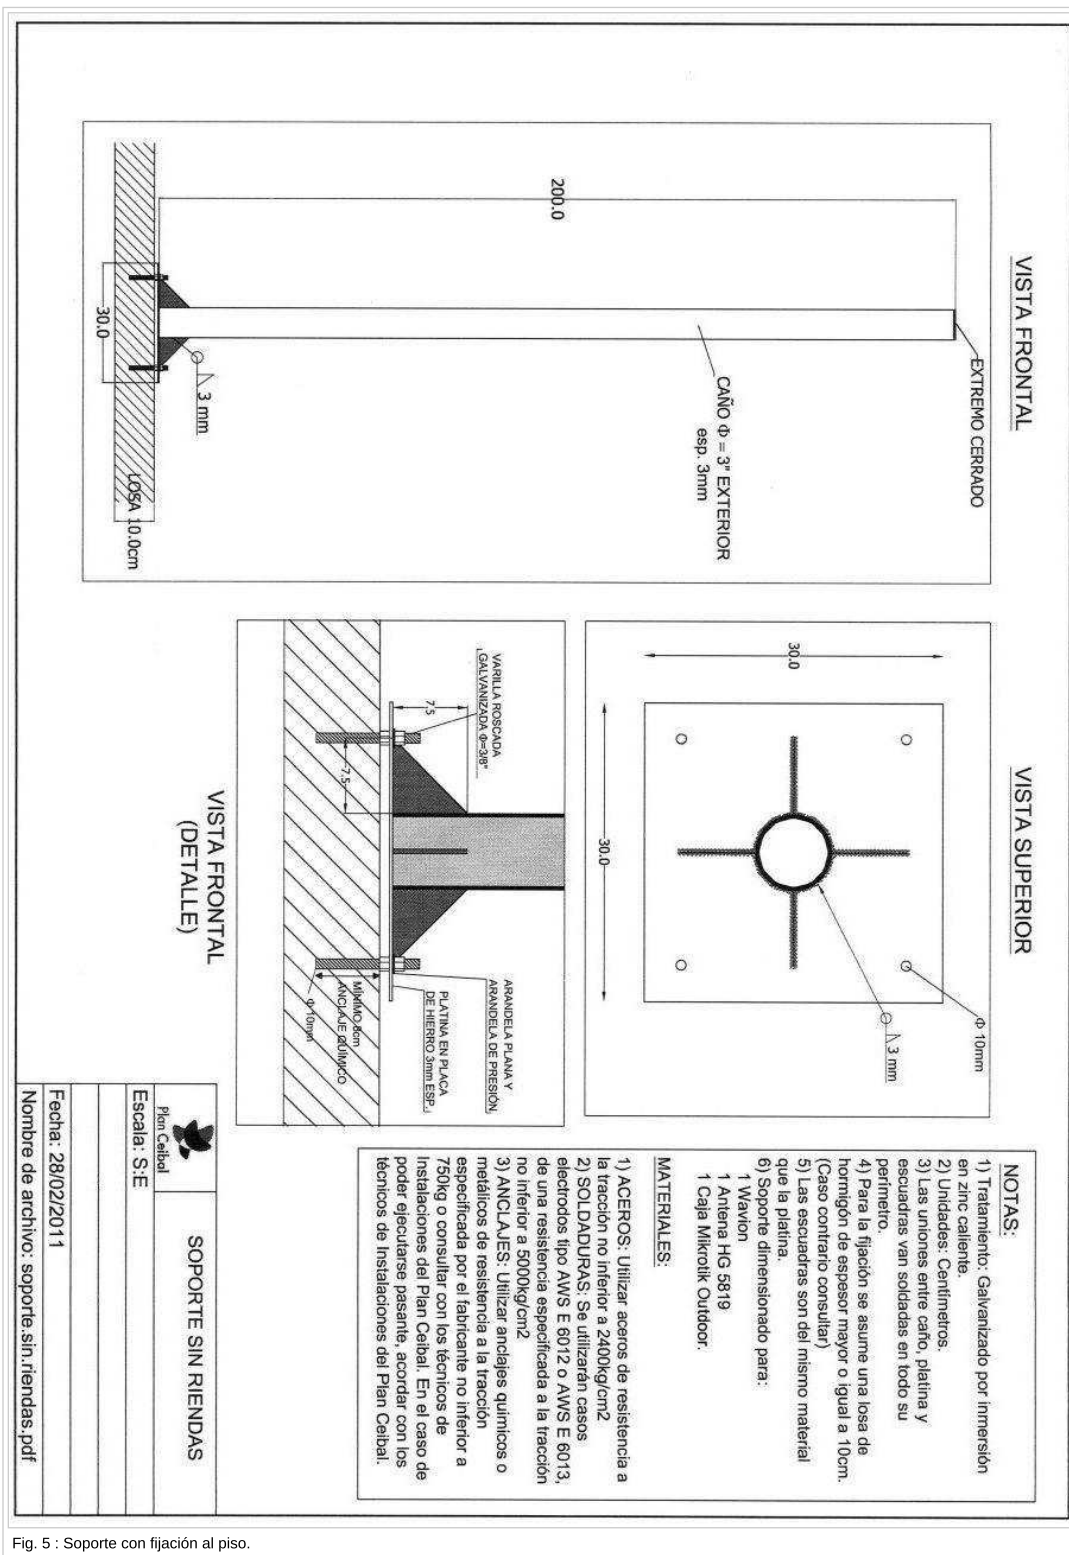 VISTA FRONTAL
EXTREMO CERRADO
200.0
CAÑO Φ = 3" EXTERIOR
esp. 3mm
3 mm
30.0
LOSA 10.0cm
VISTA SUPERIOR
Φ 10mm
3 mm
30.0
30.0
VARILLA ROSCADA
GALVANIZADA Φ=3/8"
7.5
7.5
ARANDELA PLANA Y
ARANDELA DE PRESIÓN
PLATINA EN PLACA
DE HIERRO 3mm ESP.
MÍNIMO 8cm
ANCLAJE QUÍMICO
Φ 10mm
VISTA FRONTAL
(DETALLE)
NOTAS:
1) Tratamiento: Galvanizado por inmersión
en zinc caliente.
2) Unidades: Centímetros.
3) Las uniones entre caño, platina y
escuadras van soldadas en todo su
perímetro.
4) Para la fijación se asume una losa de
hormigón de espesor mayor o igual a 10cm.
(Caso contrario consultar)
5) Las escuadras son del mismo material
que la platina.
6) Soporte dimensionado para:
1 Wavion
1 Antena HG 5819
1 Caja Mikrotik Outdoor.
MATERIALES:
1) ACEROS: Utilizar aceros de resistencia a
la tracción no inferior a 2400kg/cm2
2) SOLDADURAS: Se utilizarán casos
electrodos tipo AWS E 6012 o AWS E 6013,
de una resistencia especificada a la tracción
no inferior a 5000kg/cm2
3) ANCLAJES: Utilizar anclajes quimicos o
metálicos de resistencia a la tracción
especificada por el fabricante no inferior a
750kg o consultar con los técnicos de
Instalaciones del Plan Ceibal. En el caso de
poder ejecutarse pasante, acordar con los
técnicos de Instalaciones del Plan Ceibal.
Plan Ceibal
SOPORTE SIN RIENDAS
Escala: S:E
Fecha: 28/02/2011
Nombre de archivo: soporte.sin.riendas.pdf
Fig. 5 : Soporte con fijación al piso.